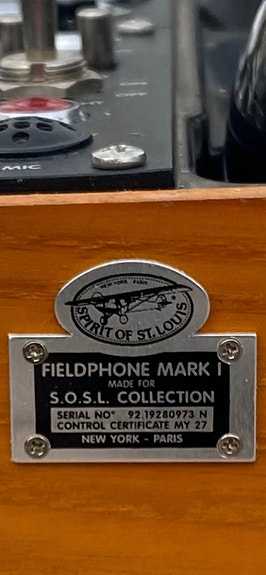 MIC
NEW YORK - PARIS
SPIRIT OF ST. LOUIS
FIELDPHONE MARK I
MADE FOR
S.O.S.L. COLLECTION
SERIAL NO° 92.19280973 N
CONTROL CERTIFICATE MY 27
NEW YORK - PARIS